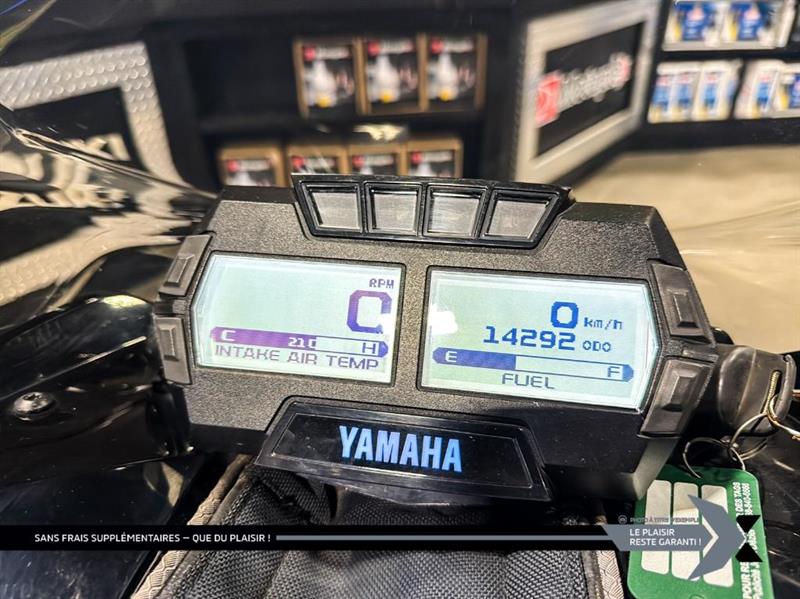 RPM
0
C 21C H
INTAKE AIR TEMP
0 km/h
14292 ODO
E F
FUEL
YAMAHA
SANS FRAIS SUPPLÉMENTAIRES – QUE DU PLAISIR !
LE PLAISIR
RESTE GARANTI !